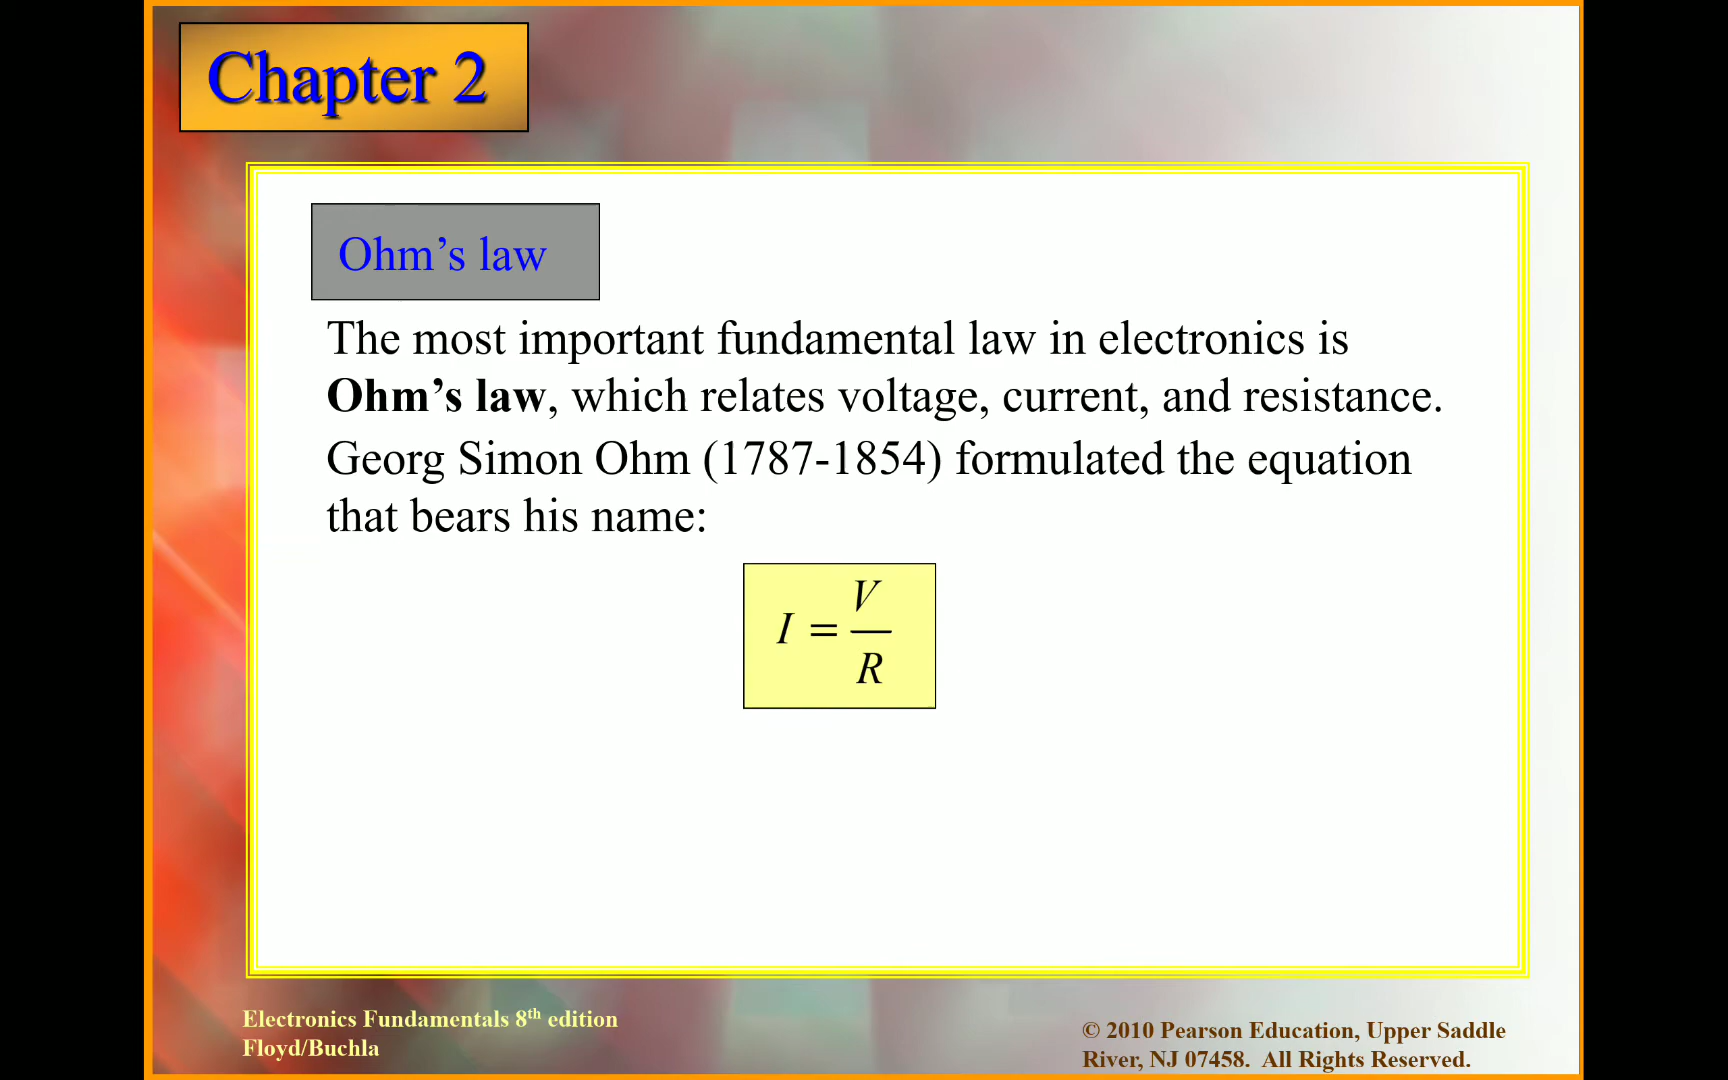 Chapter 2
Ohm’s law
The most important fundamental law in electronics is
Ohm’s law, which relates voltage, current, and resistance.
Georg Simon Ohm (1787-1854) formulated the equation
that bears his name:
I = V/R
Electronics Fundamentals 8th edition
Floyd/Buchla
© 2010 Pearson Education, Upper Saddle
River, NJ 07458. All Rights Reserved.